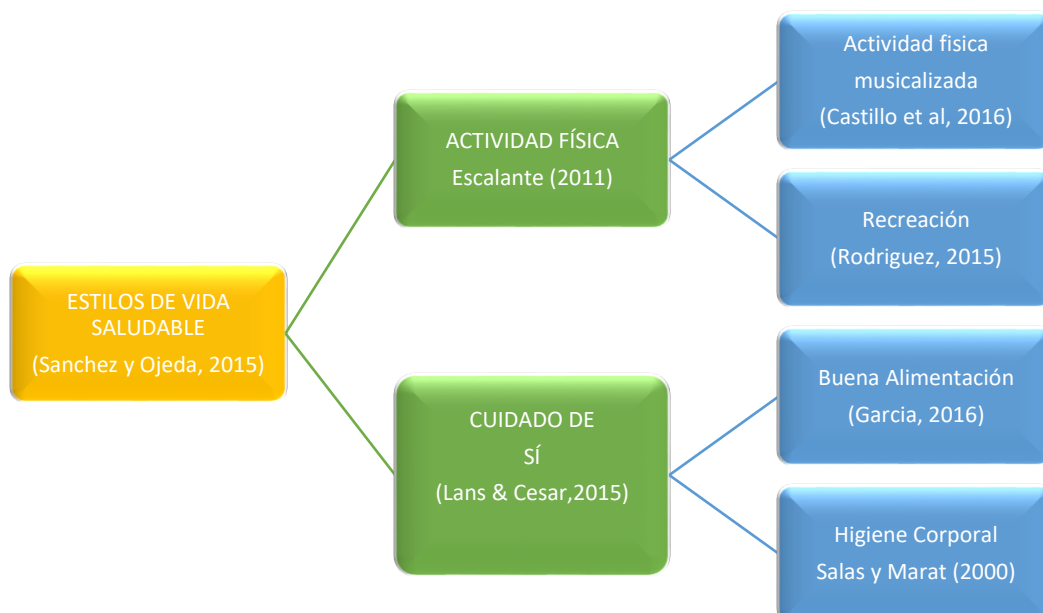 ESTILOS DE VIDA
SALUDABLE
(Sanchez y Ojeda, 2015)
ACTIVIDAD FÍSICA
Escalante (2011)
Actividad fisica
musicalizada
(Castillo et al, 2016)
Recreación
(Rodriguez, 2015)
CUIDADO DE
SÍ
(Lans & Cesar,2015)
Buena Alimentación
(Garcia, 2016)
Higiene Corporal
Salas y Marat (2000)